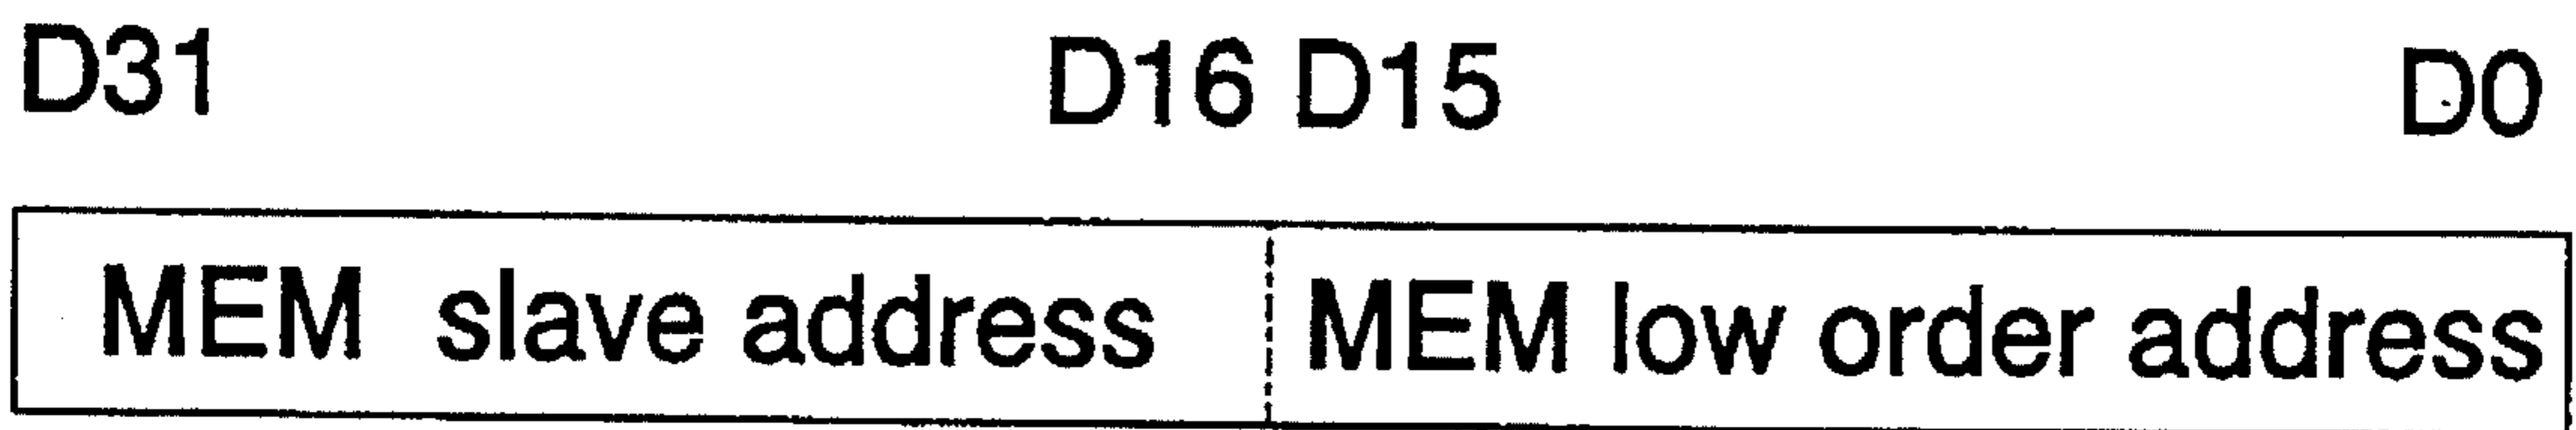 D31 D16 D15 D0
MEM slave address MEM low order address